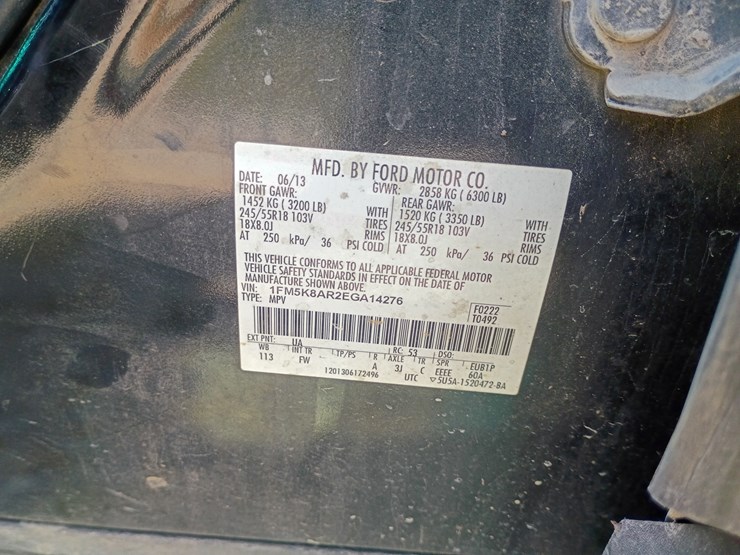 MFD. BY FORD MOTOR CO.
DATE: 06/13 GVWR: 2858 KG ( 6300 LB)
FRONT GAWR: REAR GAWR:
1452 KG ( 3200 LB) WITH 1520 KG ( 3350 LB) WITH
245/55R18 103V TIRES 245/55R18 103V TIRES
18X8.0J RIMS 18X8.0J RIMS
AT 250 kPa/ 36 PSI COLD AT 250 kPa/ 36 PSI COLD
THIS VEHICLE CONFORMS TO ALL APPLICABLE FEDERAL MOTOR
VEHICLE SAFETY STANDARDS IN EFFECT ON THE DATE OF
MANUFACTURE SHOWN ABOVE.
VIN: 1FM5K8AR2EGA14276 F0222
TYPE: MPV T0492
EXT PNT: UA RC: 53 DSO:
WB INT TR TP/PS R AXLE TR SPR EUB1P
113 FW A 3J C EEEE 60A
1201306172496 UTC ▽5U5A-1520472-BA